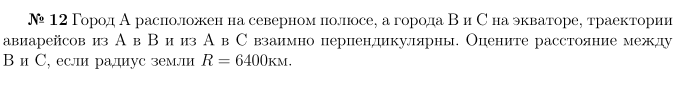 № 12 Город А расположен на северном полюсе, а города В и С на экваторе, траектории
авиарейсов из А в В и из А в С взаимно перпендикулярны. Оцените расстояние между
В и С, если радиус земли R = 6400км.